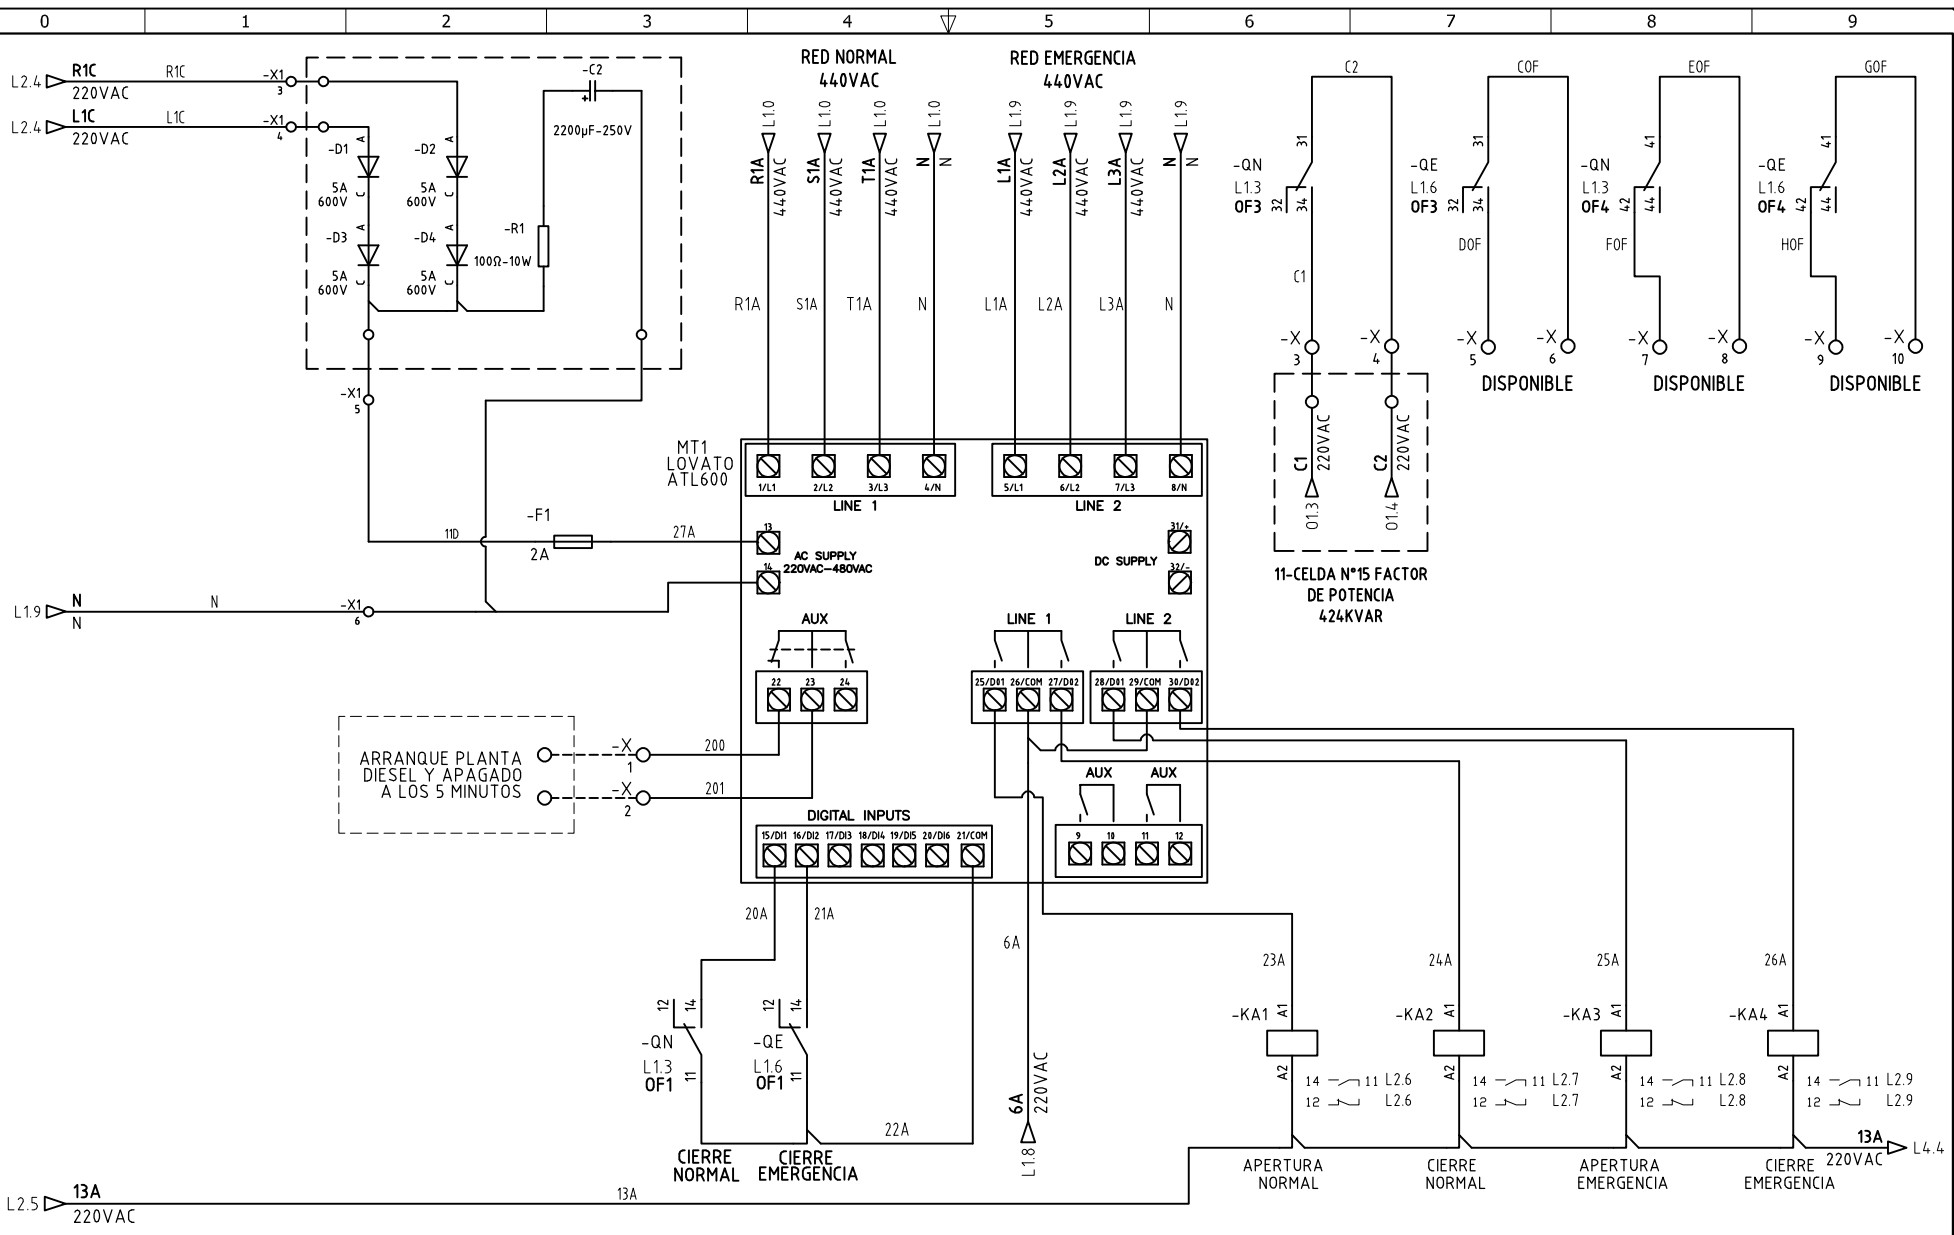 0 1 2 3 4 5 6 7 8 9
L2.4 R1C R1C -X1
220VAC 3
L2.4 L1C L1C -X1
220VAC 4
-C2
2200µF-250V
-D1 A
5A
600V C
-D2 A
5A
600V C
-D3 A
5A
600V C
-D4 A
5A
600V C
-R1
100Ω-10W
-X1
5
RED NORMAL
440VAC
L1.0 L1.0 L1.0 L1.0
R1A 440VAC S1A 440VAC T1A 440VAC N N
R1A S1A T1A N
RED EMERGENCIA
440VAC
L1.9 L1.9 L1.9 L1.9
L1A 440VAC L2A 440VAC L3A 440VAC N N
L1A L2A L3A N
C2
31
-QN
L1.3
OF3 32 34
C1
-X 3
-X 4
C1 220VAC
C2 220VAC
01.3 01.4
11-CELDA N°15 FACTOR
DE POTENCIA
424KVAR
COF
31
-QE
L1.6
OF3 32 34
DOF
-X 5
-X 6
DISPONIBLE
EOF
41
-QN
L1.3
OF4 42 44
FOF
-X 7
-X 8
DISPONIBLE
GOF
41
-QE
L1.6
OF4 42 44
HOF
-X 9
-X 10
DISPONIBLE
MT1
LOVATO
ATL600
1/L1 2/L2 3/L3 4/N
LINE 1
5/L1 6/L2 7/L3 8/N
LINE 2
11D
-F1
2A
27A
13
AC SUPPLY
220VAC-480VAC
14
31/+
DC SUPPLY
32/-
L1.9 N
N
N
-X1
6
AUX
22 23 24
LINE 1
25/D01 26/COM 27/D02
LINE 2
28/D01 29/COM 30/D02
ARRANQUE PLANTA
DIESEL Y APAGADO
A LOS 5 MINUTOS
-X
1
200
-X
2
201
AUX AUX
9 10 11 12
DIGITAL INPUTS
15/DI1 16/DI2 17/DI3 18/DI4 19/DI5 20/DI6 21/COM
20A 21A
12 14
-QN
L1.3
OF1 11
12 14
-QE
L1.6
OF1 11
22A
CIERRE
NORMAL
CIERRE
EMERGENCIA
6A
6A 220VAC
L1.8
23A
-KA1 A1
A2
14 11 L2.6
12 L2.6
APERTURA
NORMAL
24A
-KA2 A1
A2
14 11 L2.7
12 L2.7
CIERRE
NORMAL
25A
-KA3 A1
A2
14 11 L2.8
12 L2.8
APERTURA
EMERGENCIA
26A
-KA4 A1
A2
14 11 L2.9
12 L2.9
CIERRE
EMERGENCIA
13A
220VAC L4.4
L2.5 13A
220VAC
13A